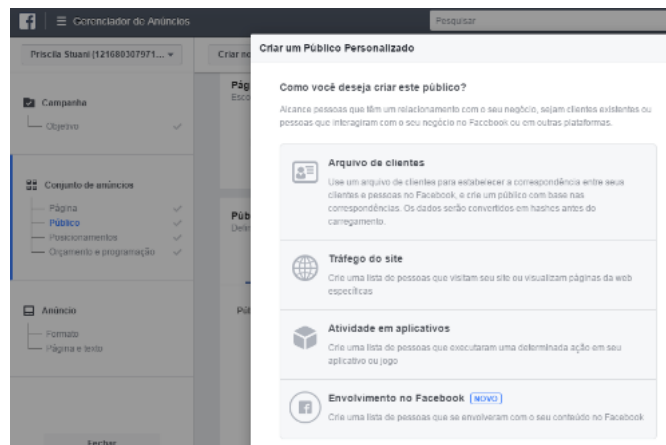 Gerenciador de Anúncios
Pesquisar
Priscila Stuani (121680307971...
Criar no
Campanha
Objetivo
Conjunto de anúncios
Página
Público
Posicionamentos
Orçamento e programação
Anúncio
Formato
Página e texto
Fechar
Pág
Esco
Púb
Defin
Púl
Criar um Público Personalizado
Como você deseja criar este público?
Alcance pessoas que têm um relacionamento com o seu negócio, sejam clientes existentes ou
pessoas que interagiram com o seu negócio no Facebook ou em outras plataformas.
Arquivo de clientes
Use um arquivo de clientes para estabelecer a correspondência entre seus
clientes e pessoas no Facebook, e crie um público com base nas
correspondências. Os dados serão convertidos em hashes antes do
carregamento.
Tráfego do site
Crie uma lista de pessoas que visitam seu site ou visualizam páginas da web
específicas
Atividade em aplicativos
Crie uma lista de pessoas que executaram uma determinada ação em seu
aplicativo ou jogo
Envolvimento no Facebook NOVO
Crie uma lista de pessoas que se envolveram com o seu conteúdo no Facebook